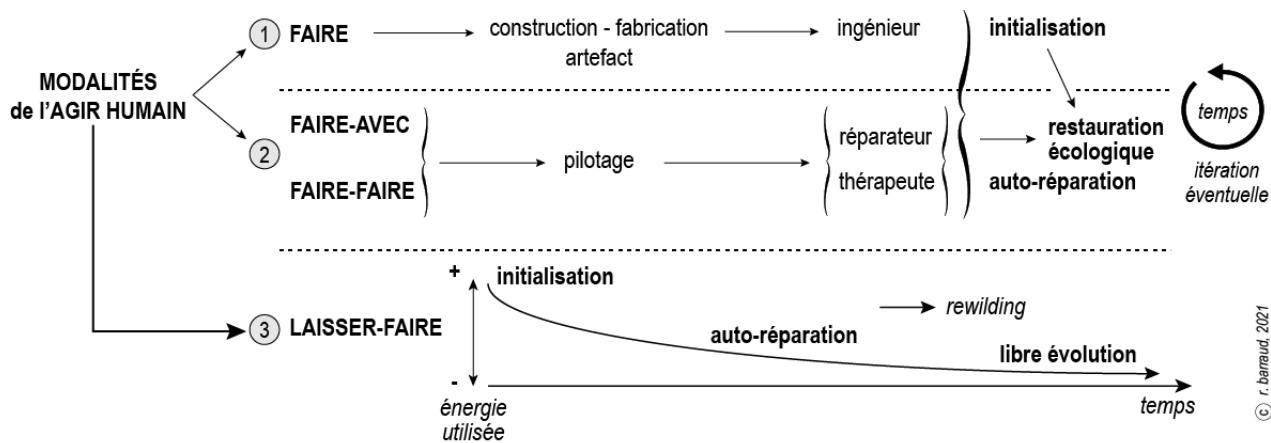 MODALITÉS
de l'AGIR HUMAIN
1 FAIRE
construction - fabrication
artefact
ingénieur
initialisation
2
FAIRE-AVEC
FAIRE-FAIRE
pilotage
réparateur
thérapeute
restauration
écologique
auto-réparation
temps
itération
éventuelle
3 LAISSER-FAIRE
+
-
énergie
utilisée
initialisation
auto-réparation
rewilding
libre évolution
temps
© r. barraud, 2021